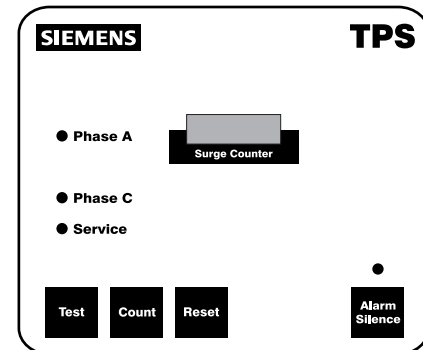 SIEMENS TPS
Phase A
Surge Counter
Phase C
Service
Test Count Reset Alarm
Silence